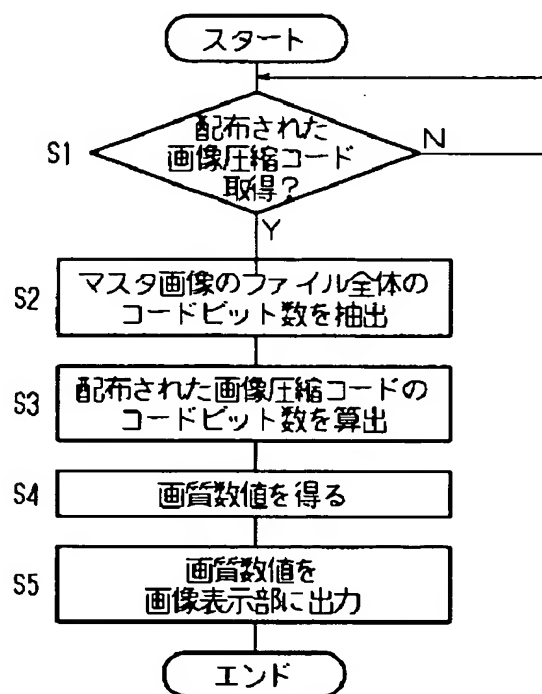 スタート
S1
配布された
画像圧縮コード
取得?
N
Y
S2
マスタ画像のファイル全体の
コードビット数を抽出
S3
配布された画像圧縮コードの
コードビット数を算出
S4
画質数値を得る
S5
画質数値を
画像表示部に出力
エンド